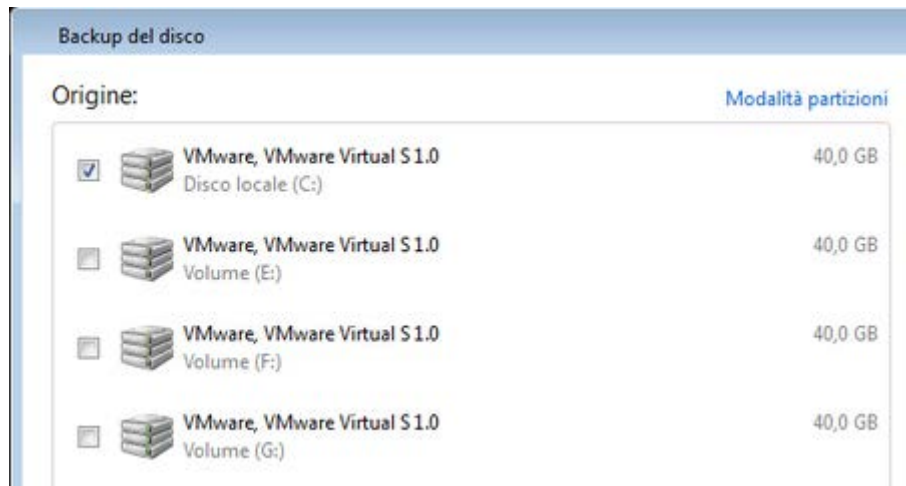 Backup del disco
Origine:
Modalità partizioni
VMware, VMware Virtual S 1.0
40,0 GB
Disco locale (C:)
VMware, VMware Virtual S 1.0
40,0 GB
Volume (E:)
VMware, VMware Virtual S 1.0
40,0 GB
Volume (F:)
VMware, VMware Virtual S 1.0
40,0 GB
Volume (G:)